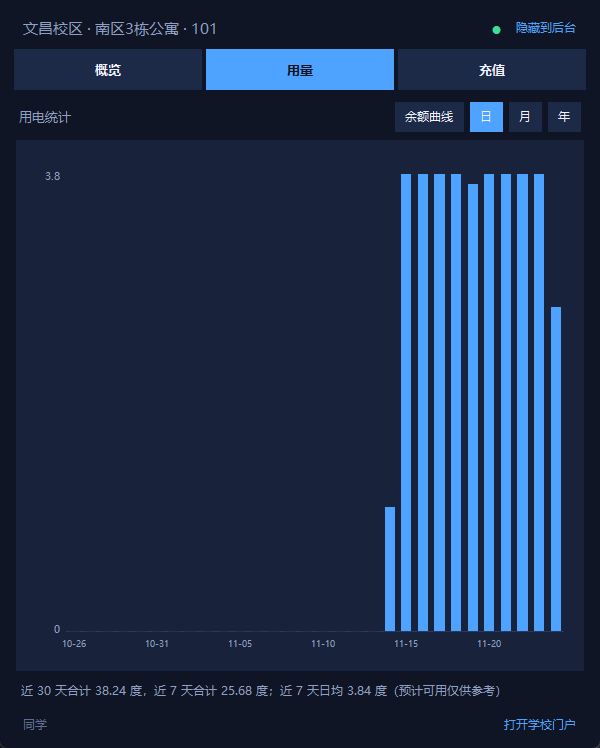 文昌校区 · 南区3栋公寓 · 101
隐藏到后台
概览
用量
充值
用电统计
余额曲线
日
月
年
3.8
0
10-26
10-31
11-05
11-10
11-15
11-20
近 30 天合计 38.24 度，近 7 天合计 25.68 度；近 7 天日均 3.84 度（预计可用仅供参考）
同学
打开学校门户